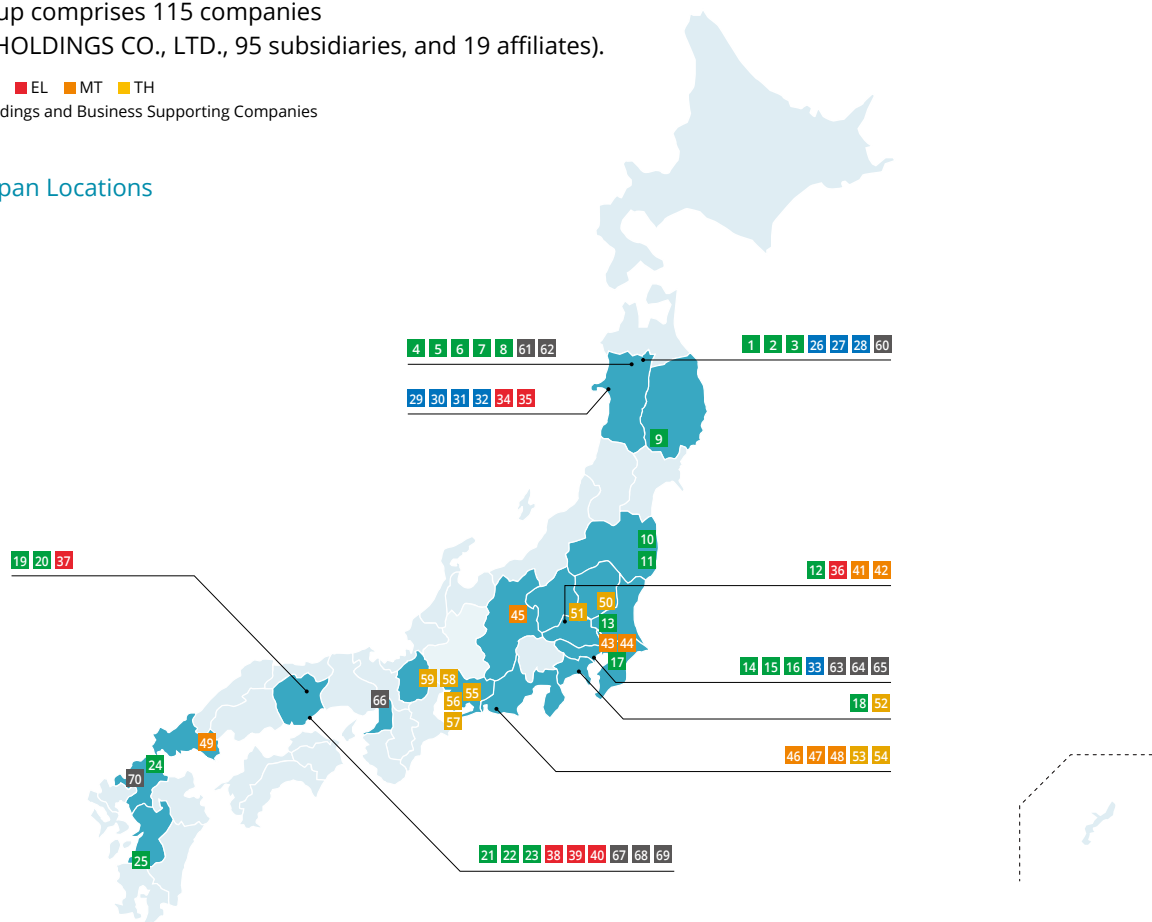 up comprises 115 companies
HOLDINGS CO., LTD., 95 subsidiaries, and 19 affiliates).
EL MT TH
dings and Business Supporting Companies
pan Locations
4 5 6 7 8 61 62
1 2 3 26 27 28 60
29 30 31 32 34 35
9
10
11
19 20 37
12 36 41 42
50
51
45
13
43 44
17
14 15 16 33 63 64 65
59 58
55
66
56
18 52
57
49
46 47 48 53 54
24
70
21 22 23 38 39 40 67 68 69
25